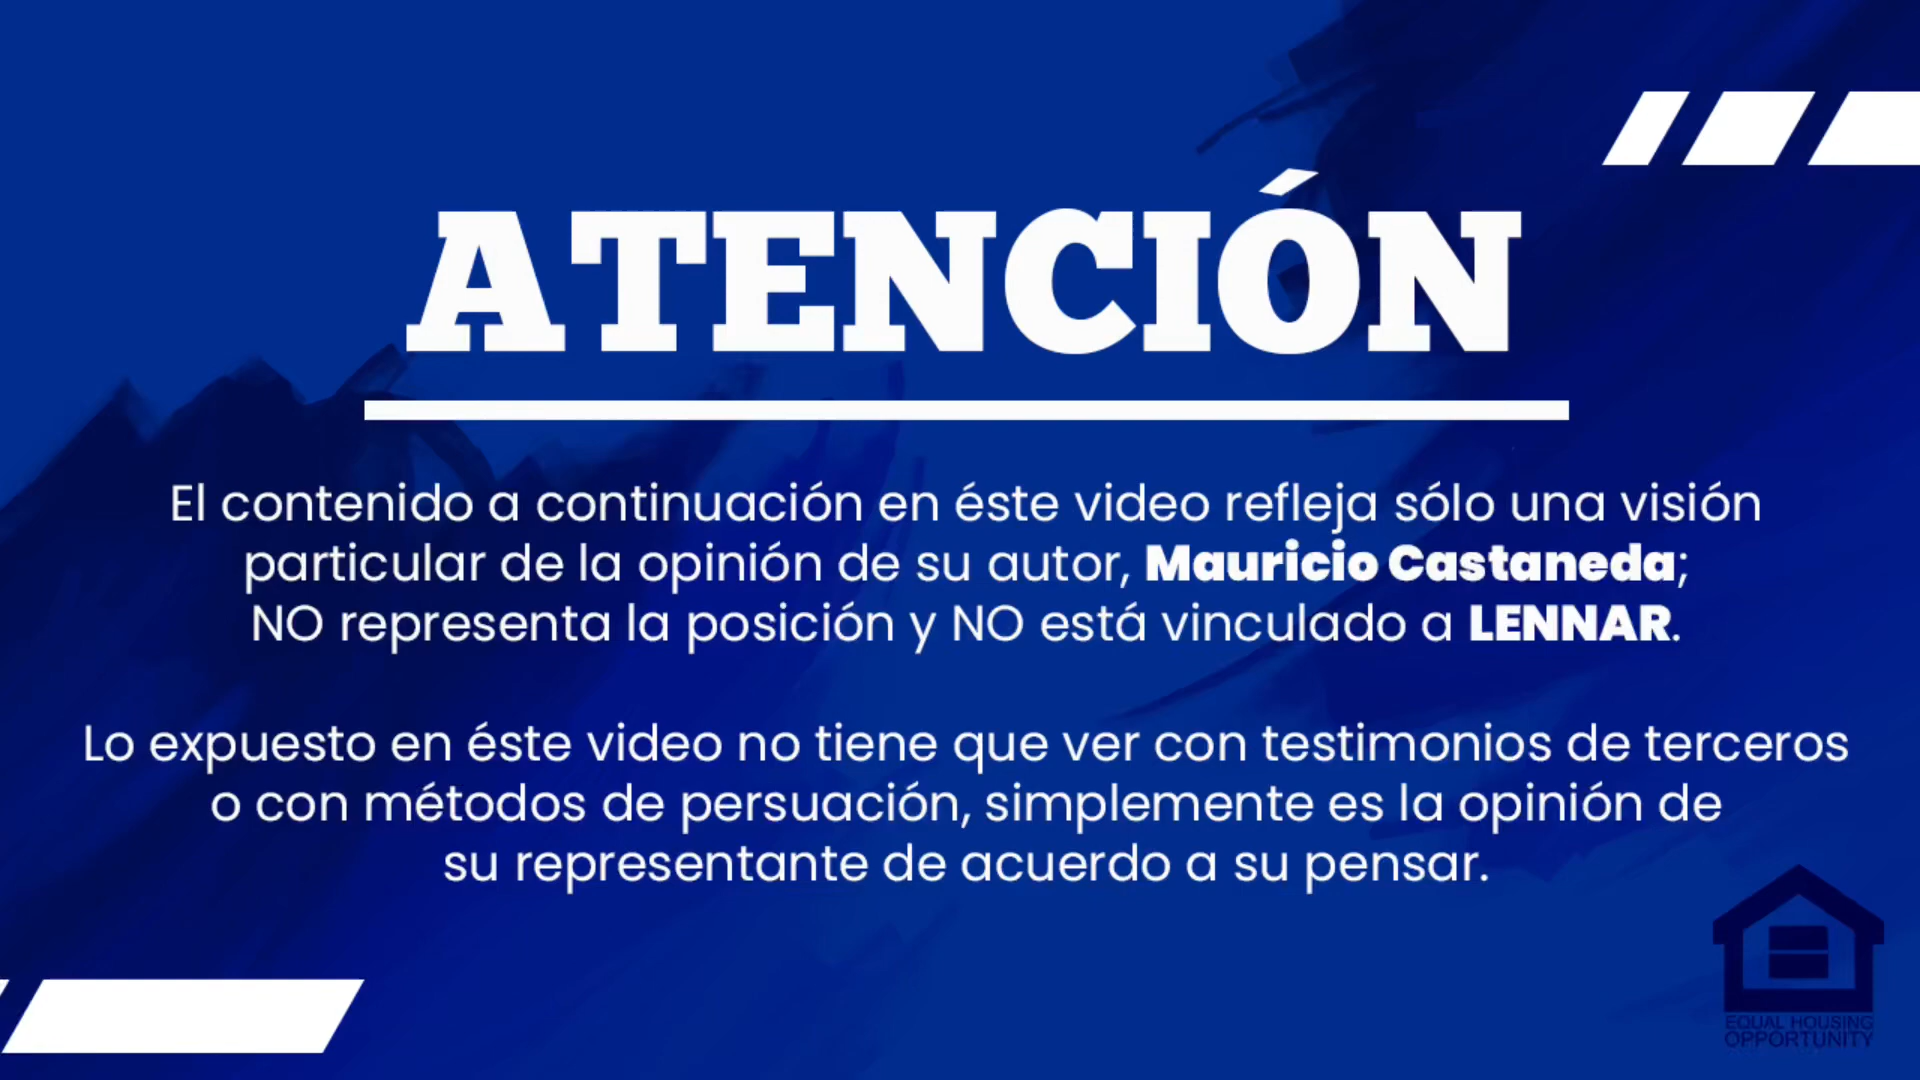 ATENCIÓN
El contenido a continuación en éste video refleja sólo una visión
particular de la opinión de su autor, Mauricio Castaneda;
NO representa la posición y NO está vinculado a LENNAR.
Lo expuesto en éste video no tiene que ver con testimonios de terceros
o con métodos de persuación, simplemente es la opinión de
su representante de acuerdo a su pensar.
EQUAL HOUSING
OPPORTUNITY